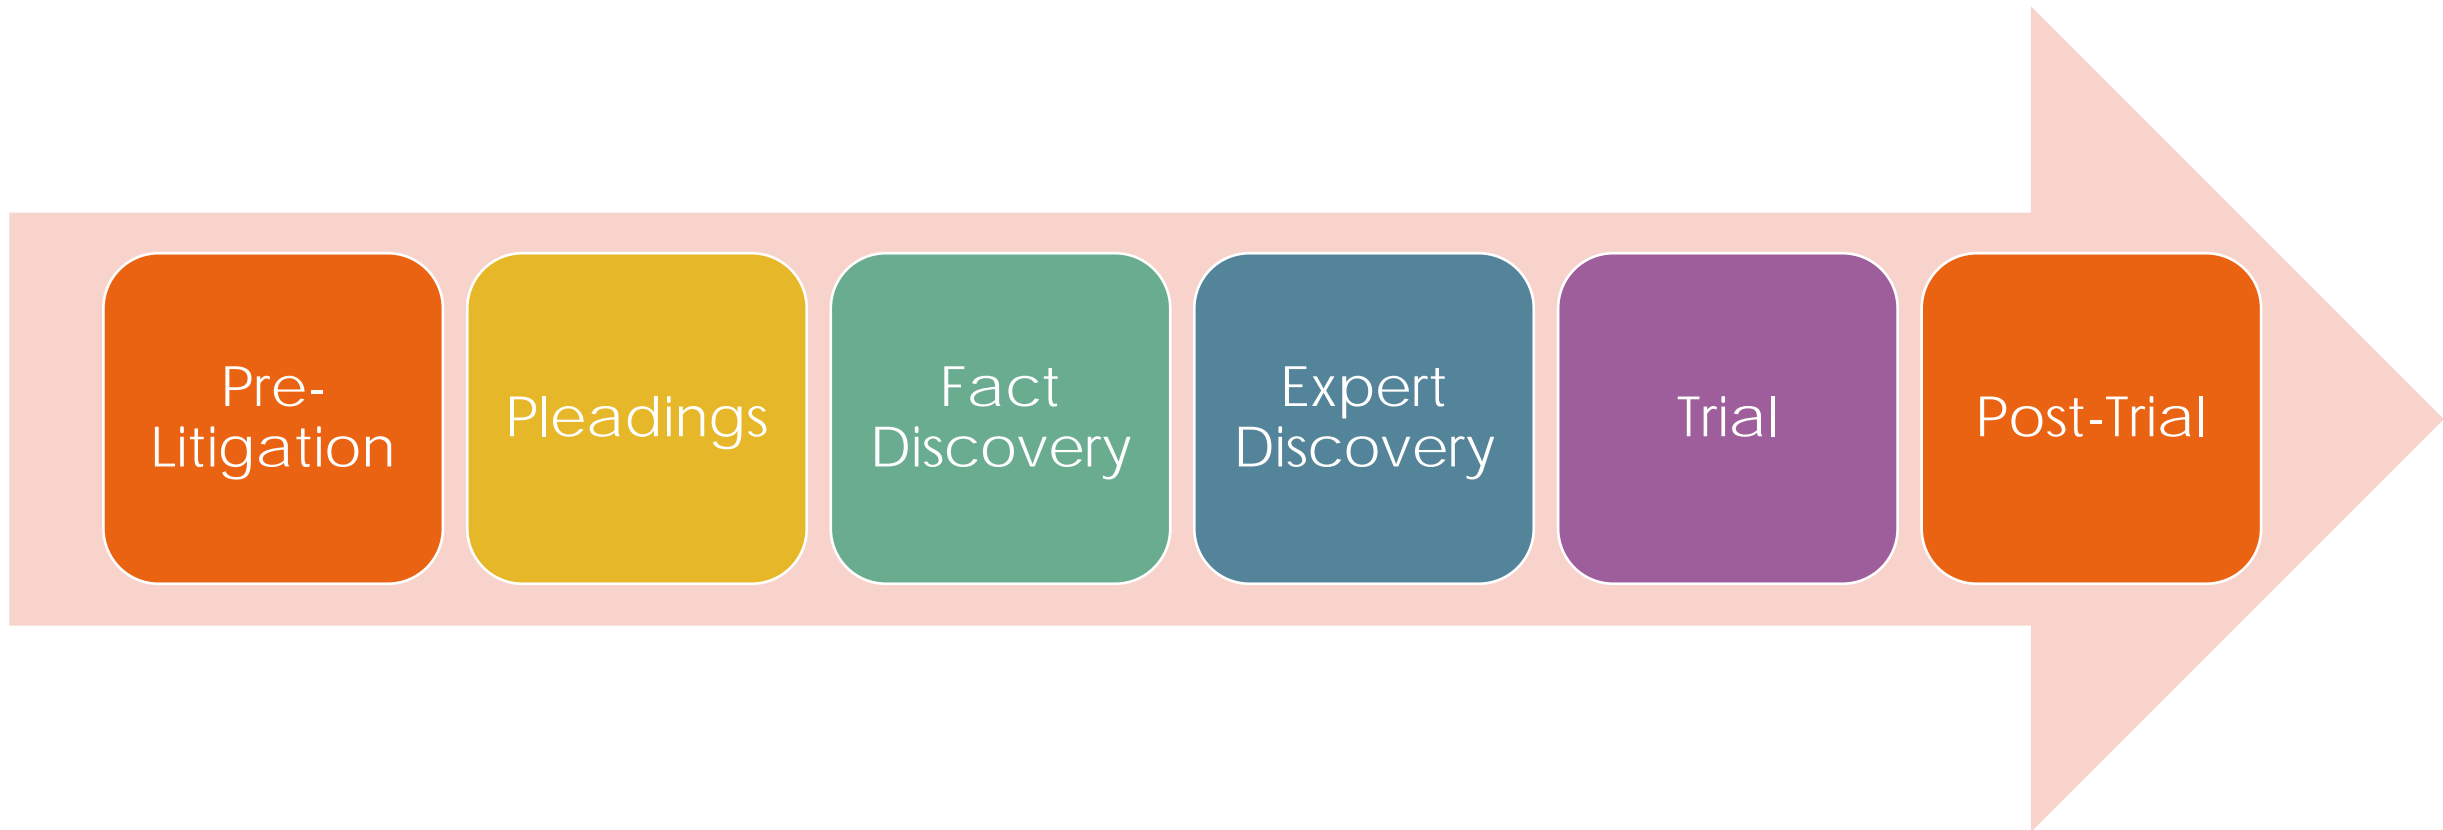 Pre-
Litigation
Pleadings
Fact
Discovery
Expert
Discovery
Trial
Post-Trial